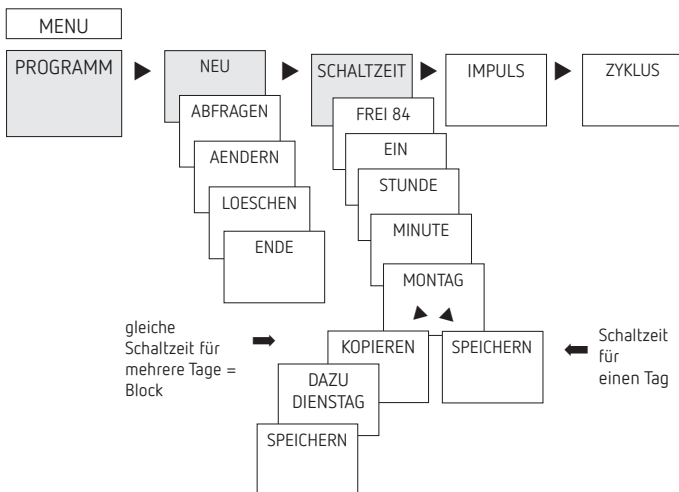 MENU
PROGRAMM
NEU
SCHALTZEIT
IMPULS
ZYKLUS
ABFRAGEN
AENDERN
LOESCHEN
ENDE
FREI 84
EIN
STUNDE
MINUTE
MONTAG
gleiche
Schaltzeit für
mehrere Tage =
Block
KOPIEREN
SPEICHERN
Schaltzeit
für
einen Tag
DAZU
DIENSTAG
SPEICHERN